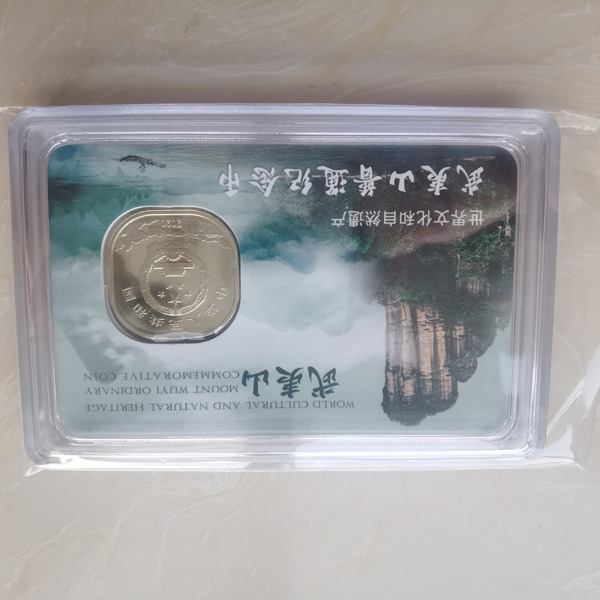 WORLD CULTURAL AND NATURAL HERITAGE
MOUNT WUYI ORDINARY
COMMEMORATIVE COIN
武夷山
中华人民共和国
2020
世界文化和自然遗产
武夷山普通纪念币